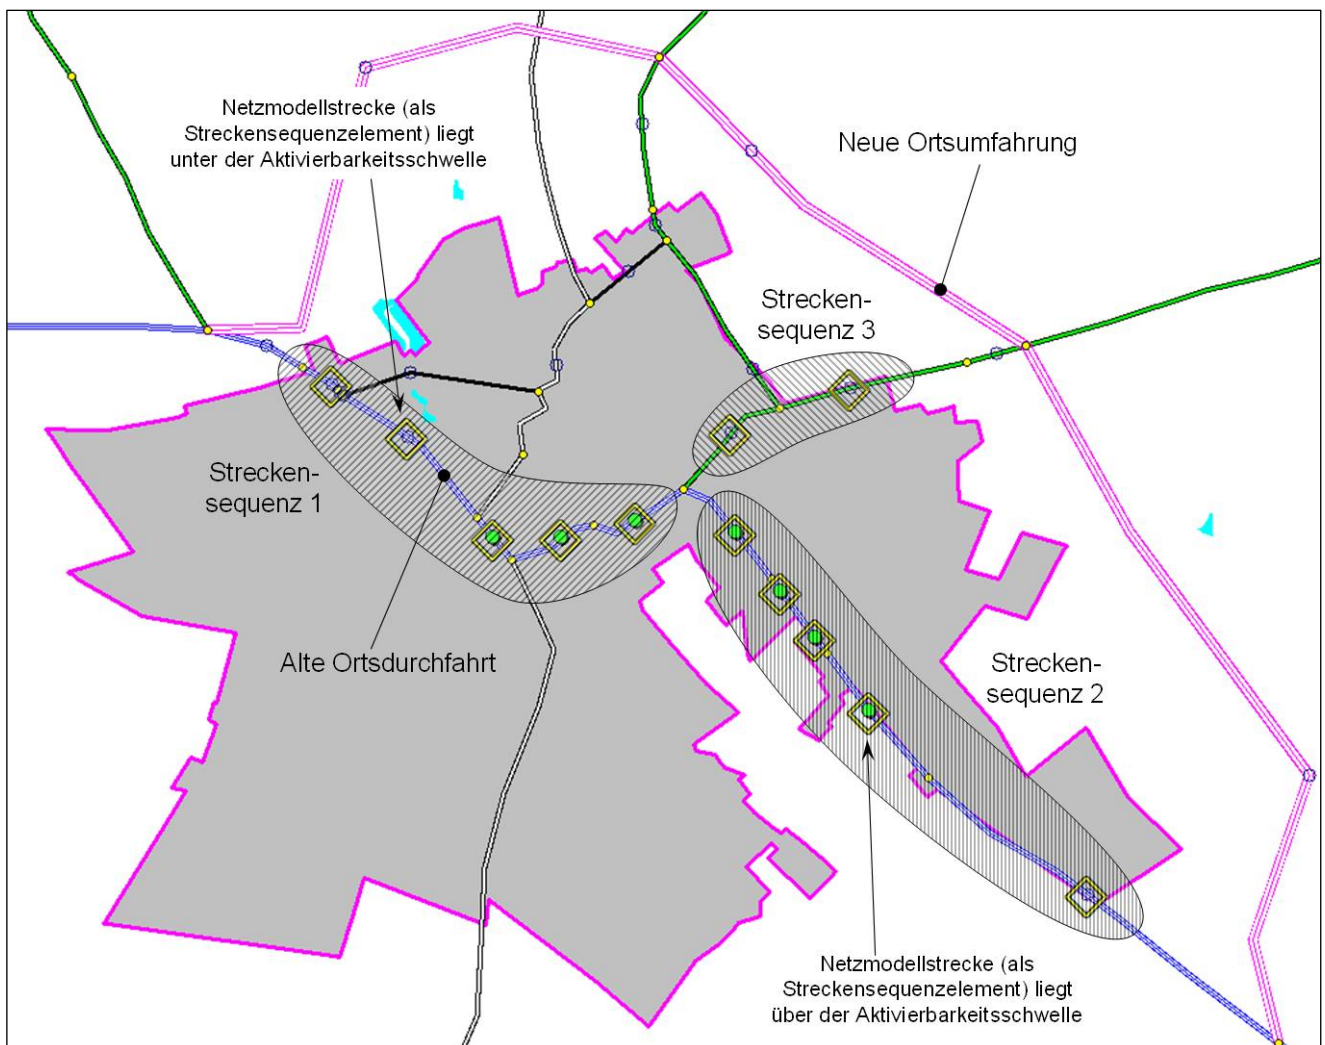 Netzmodellstrecke (als
Streckensequenzelement) liegt
unter der Aktivierbarkeitsschwelle
Neue Ortsumfahrung
Strecken-
sequenz 3
Strecken-
sequenz 1
Alte Ortsdurchfahrt
Strecken-
sequenz 2
Netzmodellstrecke (als
Streckensequenzelement) liegt
über der Aktivierbarkeitsschwelle